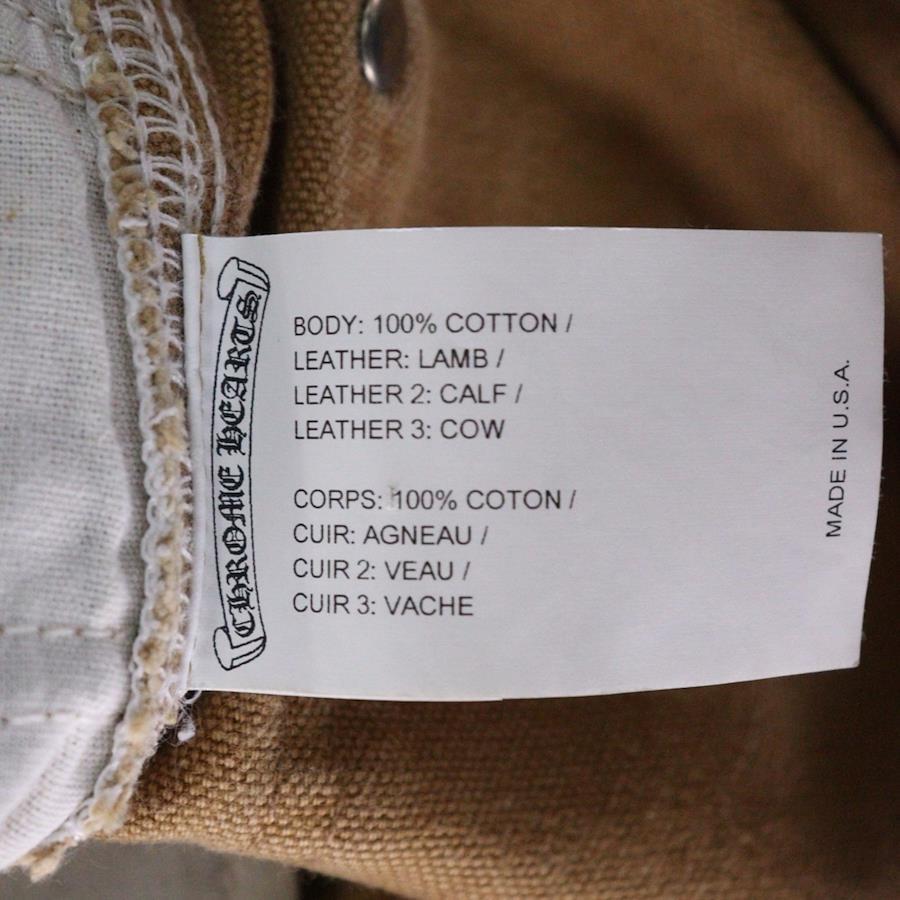 CHROME HEARTS
BODY: 100% COTTON /
LEATHER: LAMB /
LEATHER 2: CALF /
LEATHER 3: COW
CORPS: 100% COTON /
CUIR: AGNEAU /
CUIR 2: VEAU /
CUIR 3: VACHE
MADE IN U.S.A.